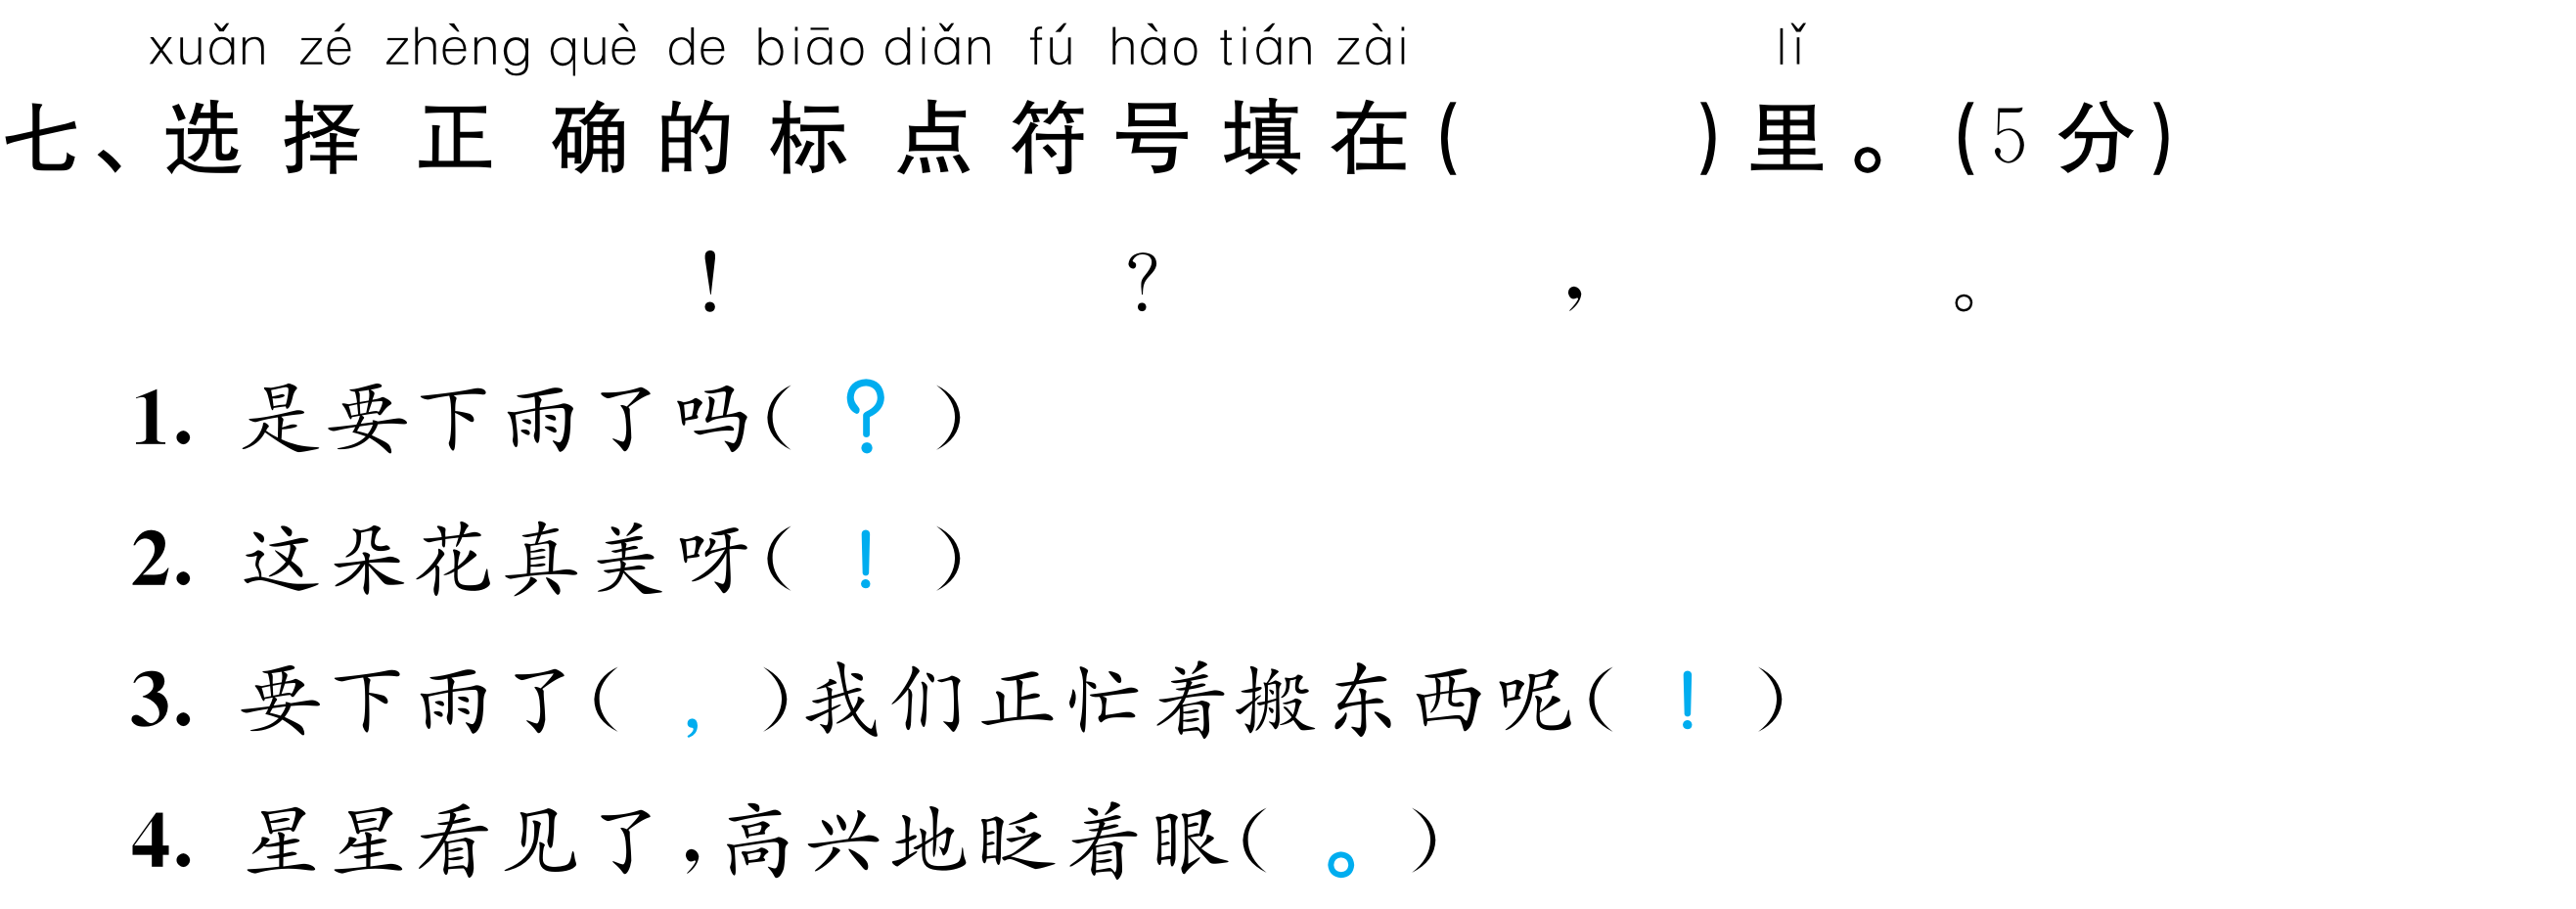 xuǎn zé zhèng què de biāo diǎn fú hào tián zài lǐ
七、选择正确的标点符号填在( )里。(5分)
! ? , 。
1. 是要下雨了吗( ? )
2. 这朵花真美呀( ! )
3. 要下雨了( , )我们正忙着搬东西呢( ! )
4. 星星看见了,高兴地眨着眼( 。 )